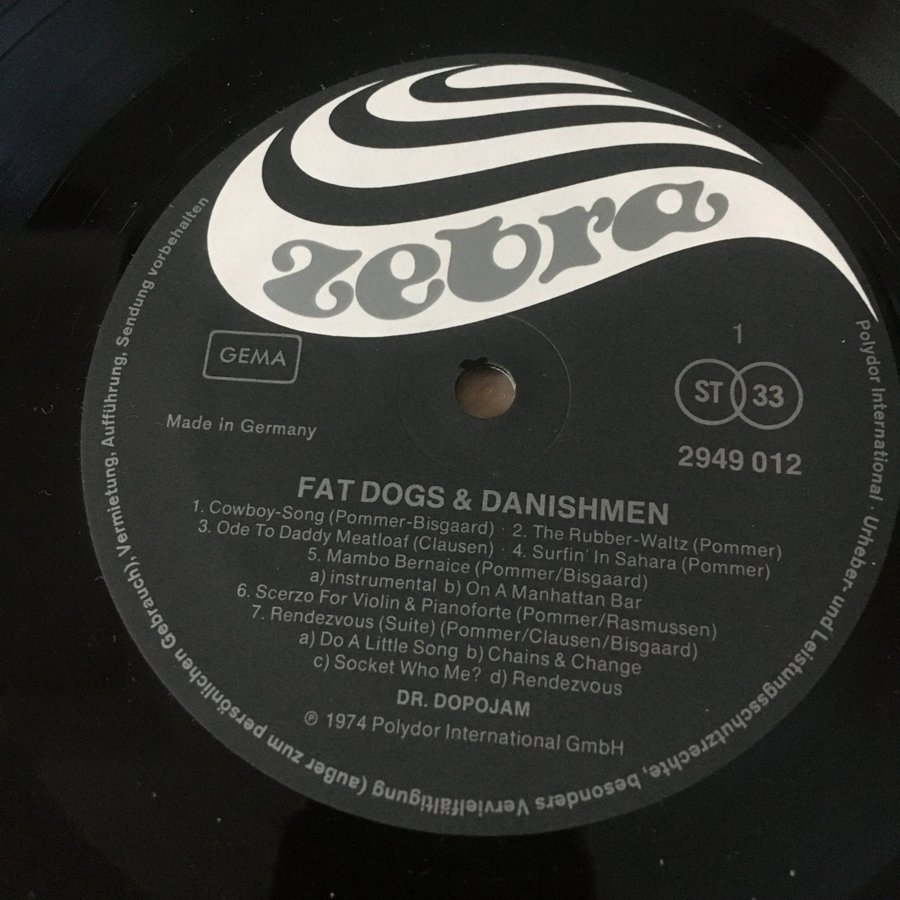 zebra
GEMA
1
ST 33
Made in Germany
2949 012
FAT DOGS & DANISHMEN
1. Cowboy-Song (Pommer-Bisgaard) · 2. The Rubber-Waltz (Pommer)
3. Ode To Daddy Meatloaf (Clausen) · 4. Surfin' In Sahara (Pommer)
5. Mambo Bernaice (Pommer/Bisgaard)
a) instrumental b) On A Manhattan Bar
6. Scerzo For Violin & Pianoforte (Pommer/Rasmussen)
7. Rendezvous (Suite) (Pommer/Clausen/Bisgaard)
a) Do A Little Song b) Chains & Change
c) Socket Who Me? d) Rendezvous
DR. DOPOJAM
℗ 1974 Polydor International GmbH
Polydor International · Urheber- und Leistungsschutzrechte, besonders Vervielfältigung (außer zum persönlichen Gebrauch), Vermietung, Aufführung, Sendung vorbehalten